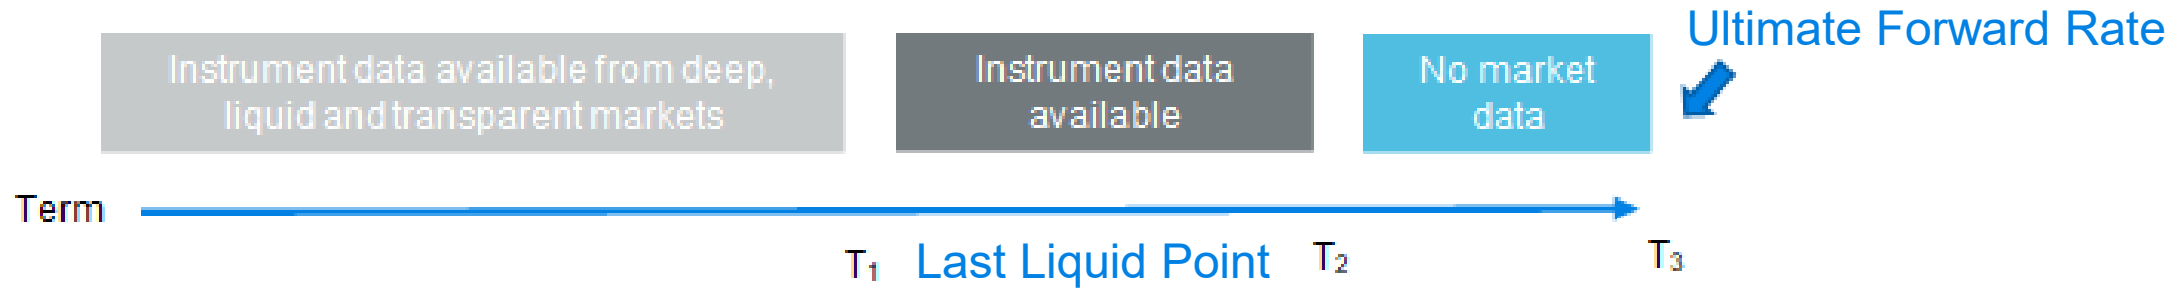 Ultimate Forward Rate
Instrument data available from deep,
liquid and transparent markets
Instrument data
available
No market
data
Term
T₁ Last Liquid Point T₂ T₃